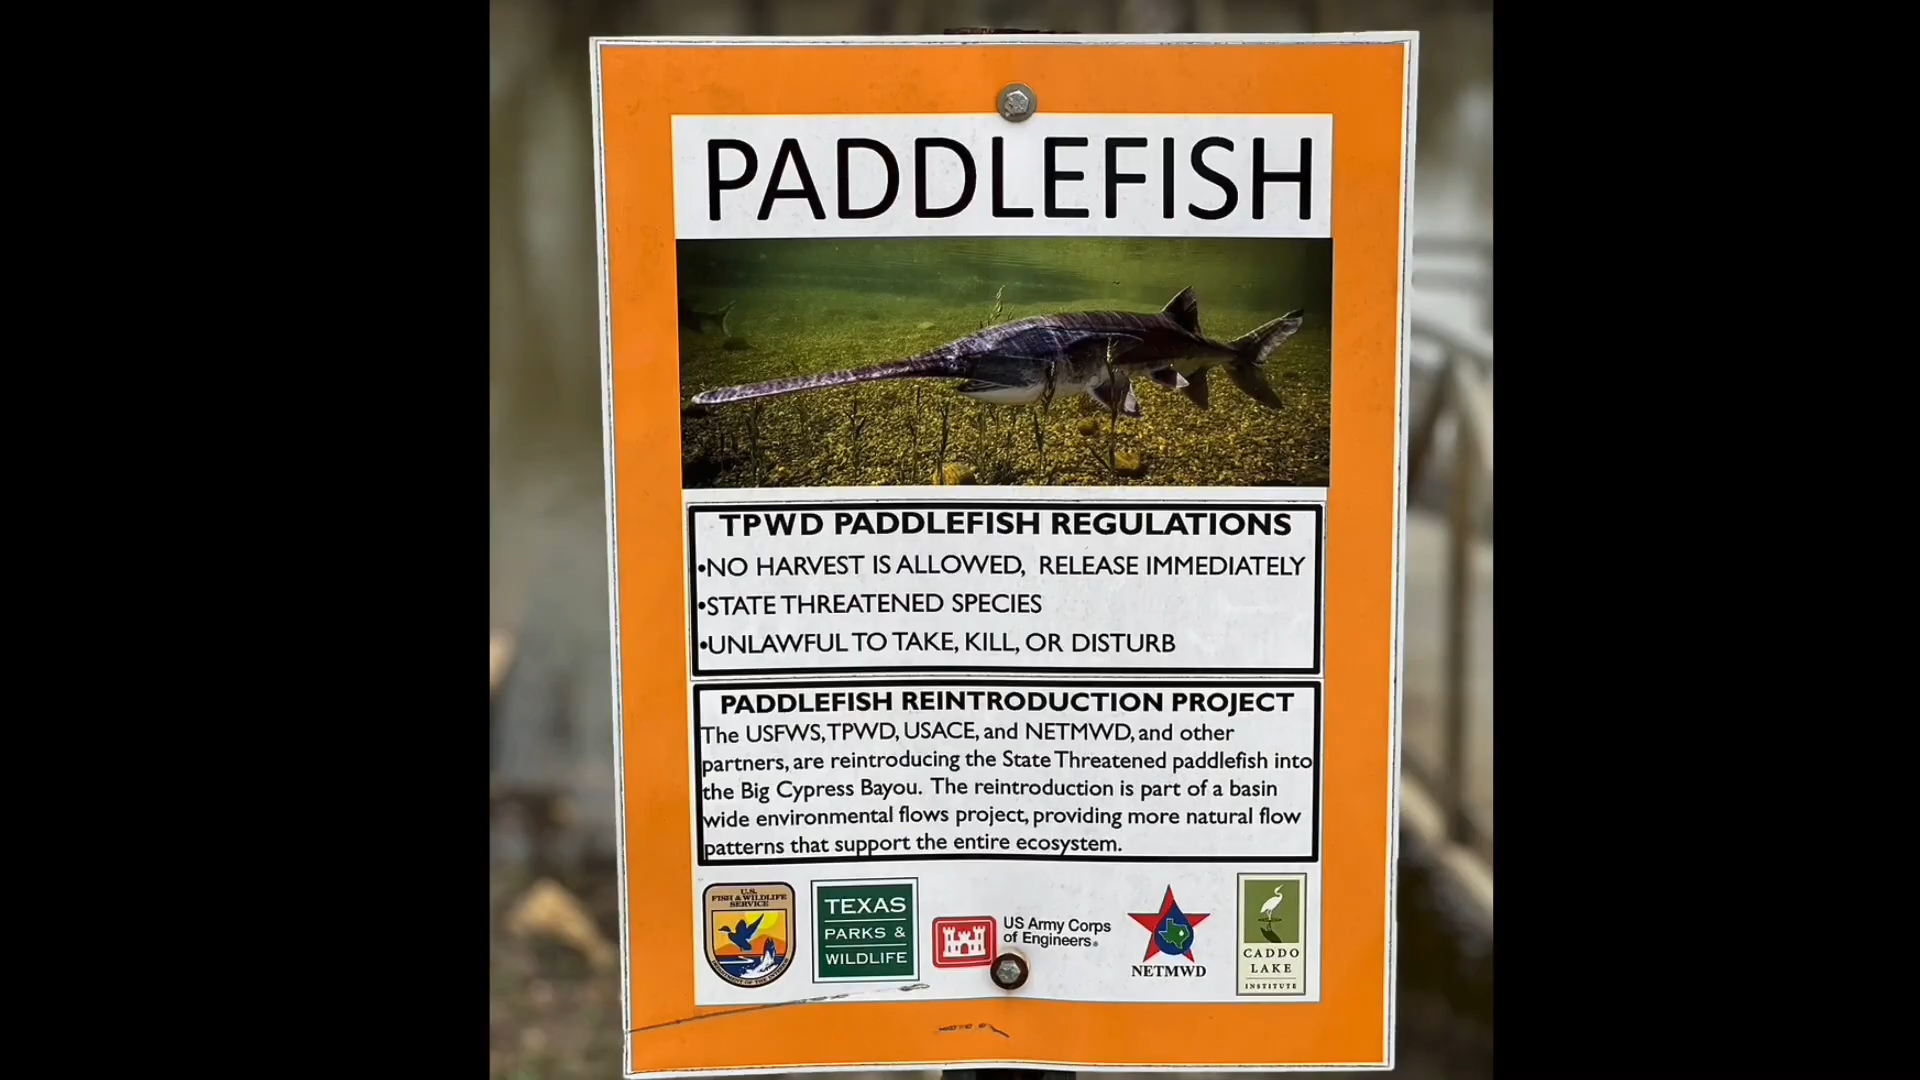 PADDLEFISH
TPWD PADDLEFISH REGULATIONS
•NO HARVEST IS ALLOWED, RELEASE IMMEDIATELY
•STATE THREATENED SPECIES
•UNLAWFUL TO TAKE, KILL, OR DISTURB
PADDLEFISH REINTRODUCTION PROJECT
The USFWS, TPWD, USACE, and NETMWD, and other
partners, are reintroducing the State Threatened paddlefish into
the Big Cypress Bayou. The reintroduction is part of a basin
wide environmental flows project, providing more natural flow
patterns that support the entire ecosystem.
U.S.
FISH & WILDLIFE
SERVICE
DEPARTMENT OF THE INTERIOR
TEXAS
PARKS &
WILDLIFE
US Army Corps
of Engineers®
NETMWD
CADDO
LAKE
INSTITUTE